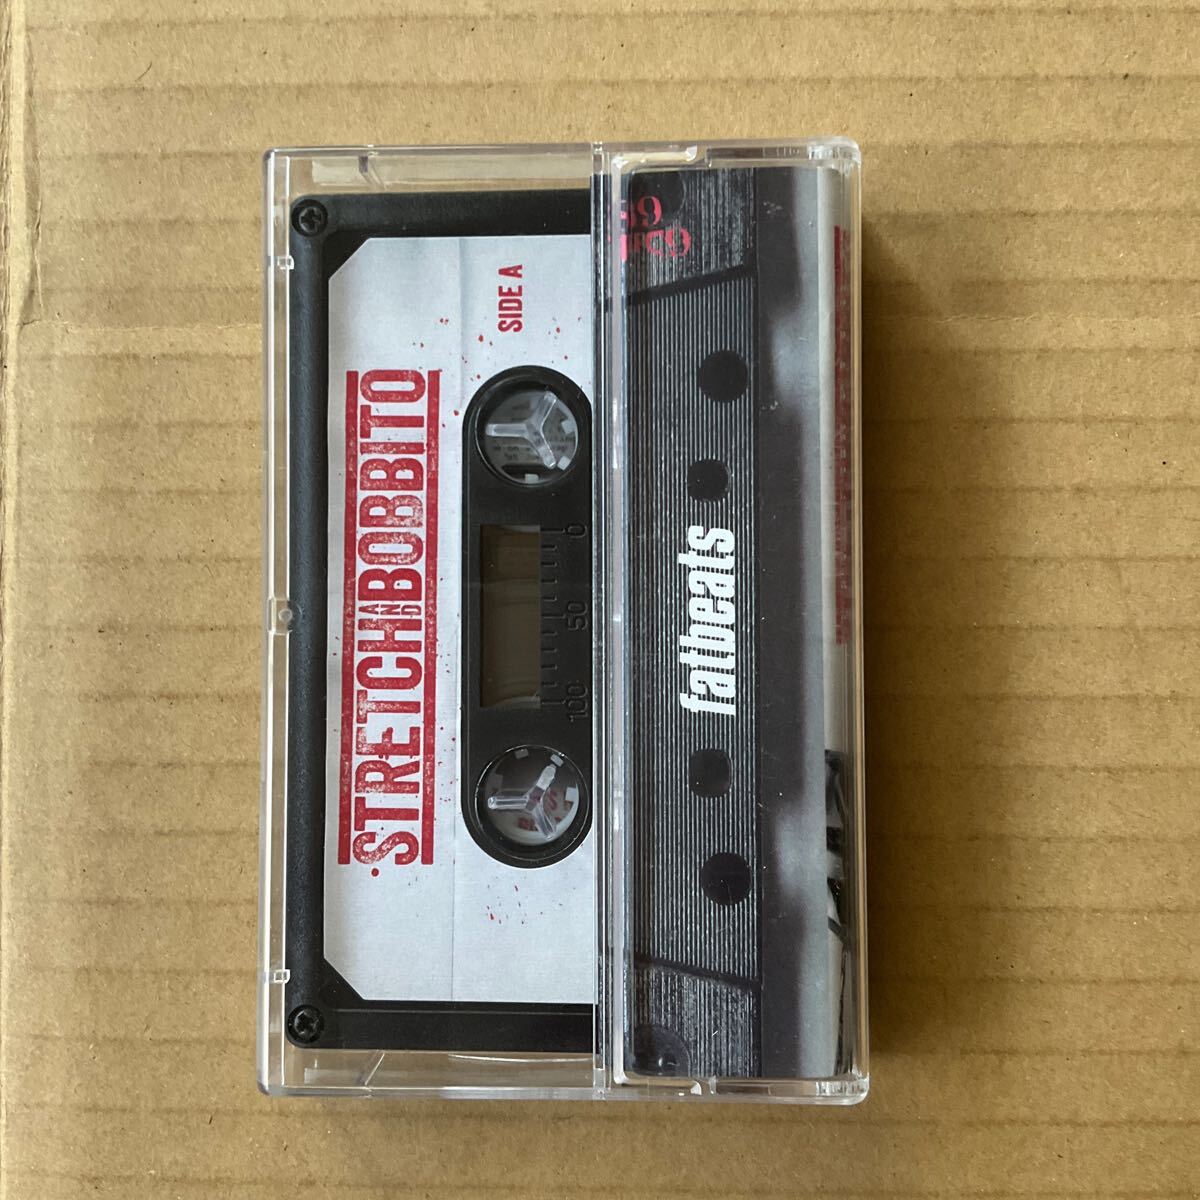 STRETCH AND BOBBITO
SIDE A
0
50
100
fatbeats